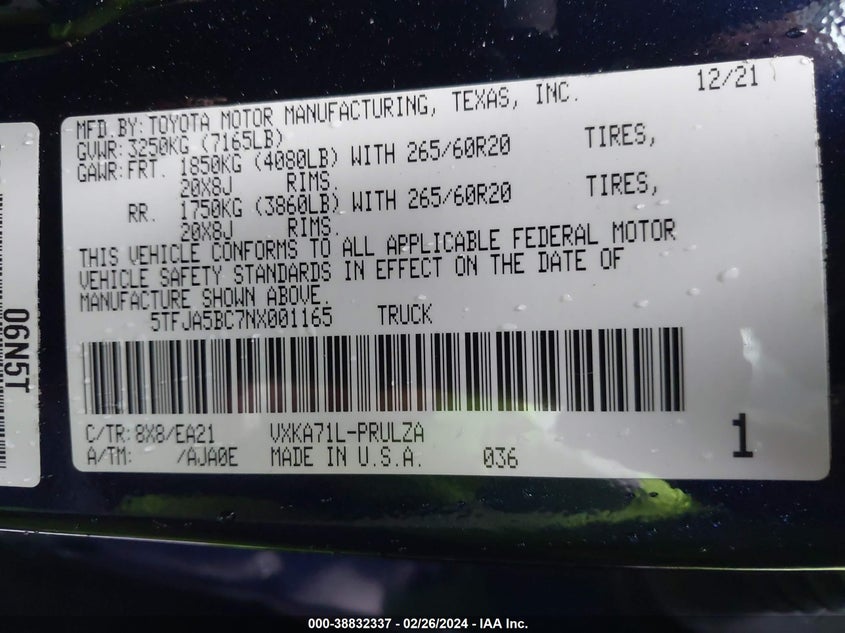 12/21
MFD.BY:TOYOTA MOTOR MANUFACTURING, TEXAS, INC.
GVWR:3250KG (7165LB)
GAWR:FRT. 1850KG (4080LB) WITH 265/60R20 TIRES,
20X8J RIMS.
RR. 1750KG (3860LB) WITH 265/60R20 TIRES,
20X8J RIMS.
THIS VEHICLE CONFORMS TO ALL APPLICABLE FEDERAL MOTOR
VEHICLE SAFETY STANDARDS IN EFFECT ON THE DATE OF
MANUFACTURE SHOWN ABOVE.
5TFJA5BC7NX001165 TRUCK
C/TR:8X8/EA21 VXKA71L-PRULZA
A/TM: /AJA0E MADE IN U.S.A. 036
1
06N5T
000-38832337 - 02/26/2024 - IAA Inc.